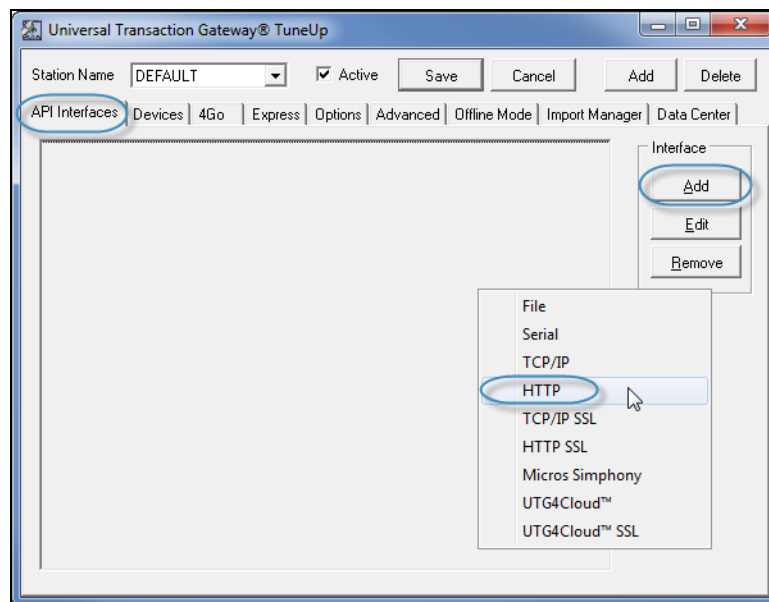 Universal Transaction Gateway® TuneUp
Station Name DEFAULT Active Save Cancel Add Delete
API Interfaces Devices 4Go Express Options Advanced Offline Mode Import Manager Data Center
Interface
Add
Edit
Remove
File
Serial
TCP/IP
HTTP
TCP/IP SSL
HTTP SSL
Micros Simphony
UTG4Cloud™
UTG4Cloud™ SSL